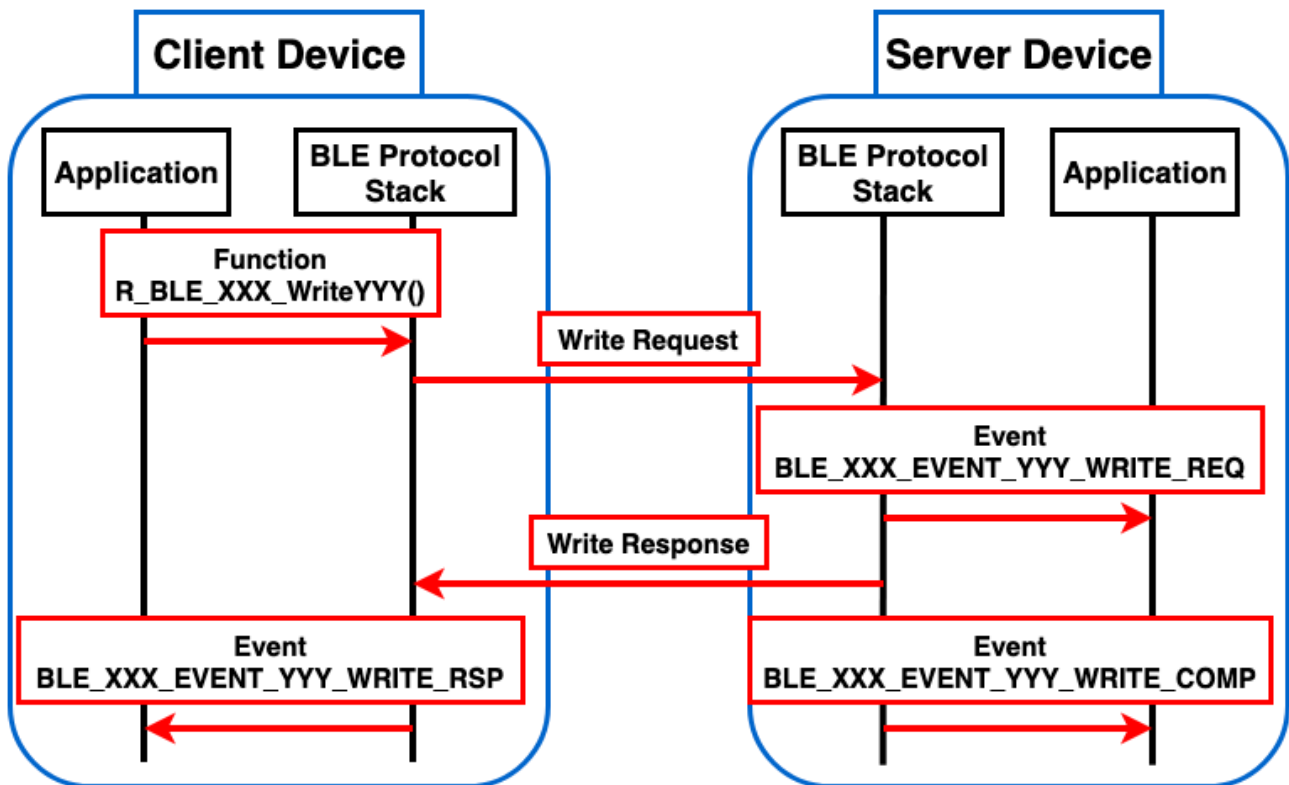 Client Device
Server Device
Application
BLE Protocol
Stack
BLE Protocol
Stack
Application
Function
R_BLE_XXX_WriteYYY()
Write Request
Event
BLE_XXX_EVENT_YYY_WRITE_REQ
Write Response
Event
BLE_XXX_EVENT_YYY_WRITE_RSP
Event
BLE_XXX_EVENT_YYY_WRITE_COMP